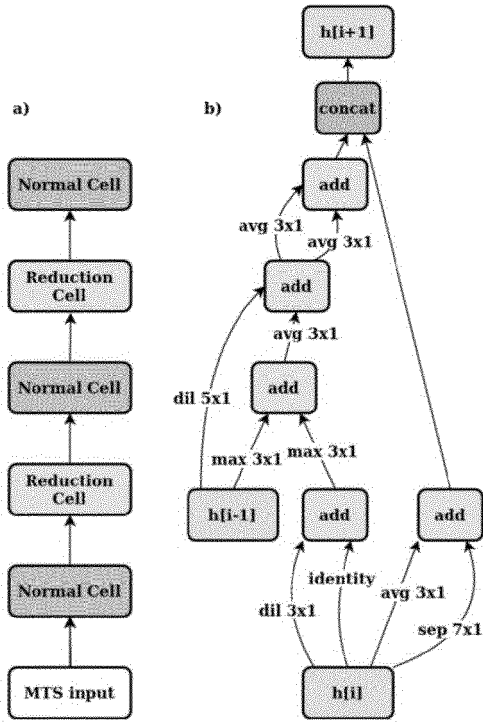 a)
Normal Cell
Reduction
Cell
Normal Cell
Reduction
Cell
Normal Cell
MTS input
b)
h[i+1]
concat
add
avg 3x1
avg 3x1
add
avg 3x1
add
dil 5x1
max 3x1
max 3x1
h[i-1]
add
add
identity
dil 3x1
avg 3x1
sep 7x1
h[i]